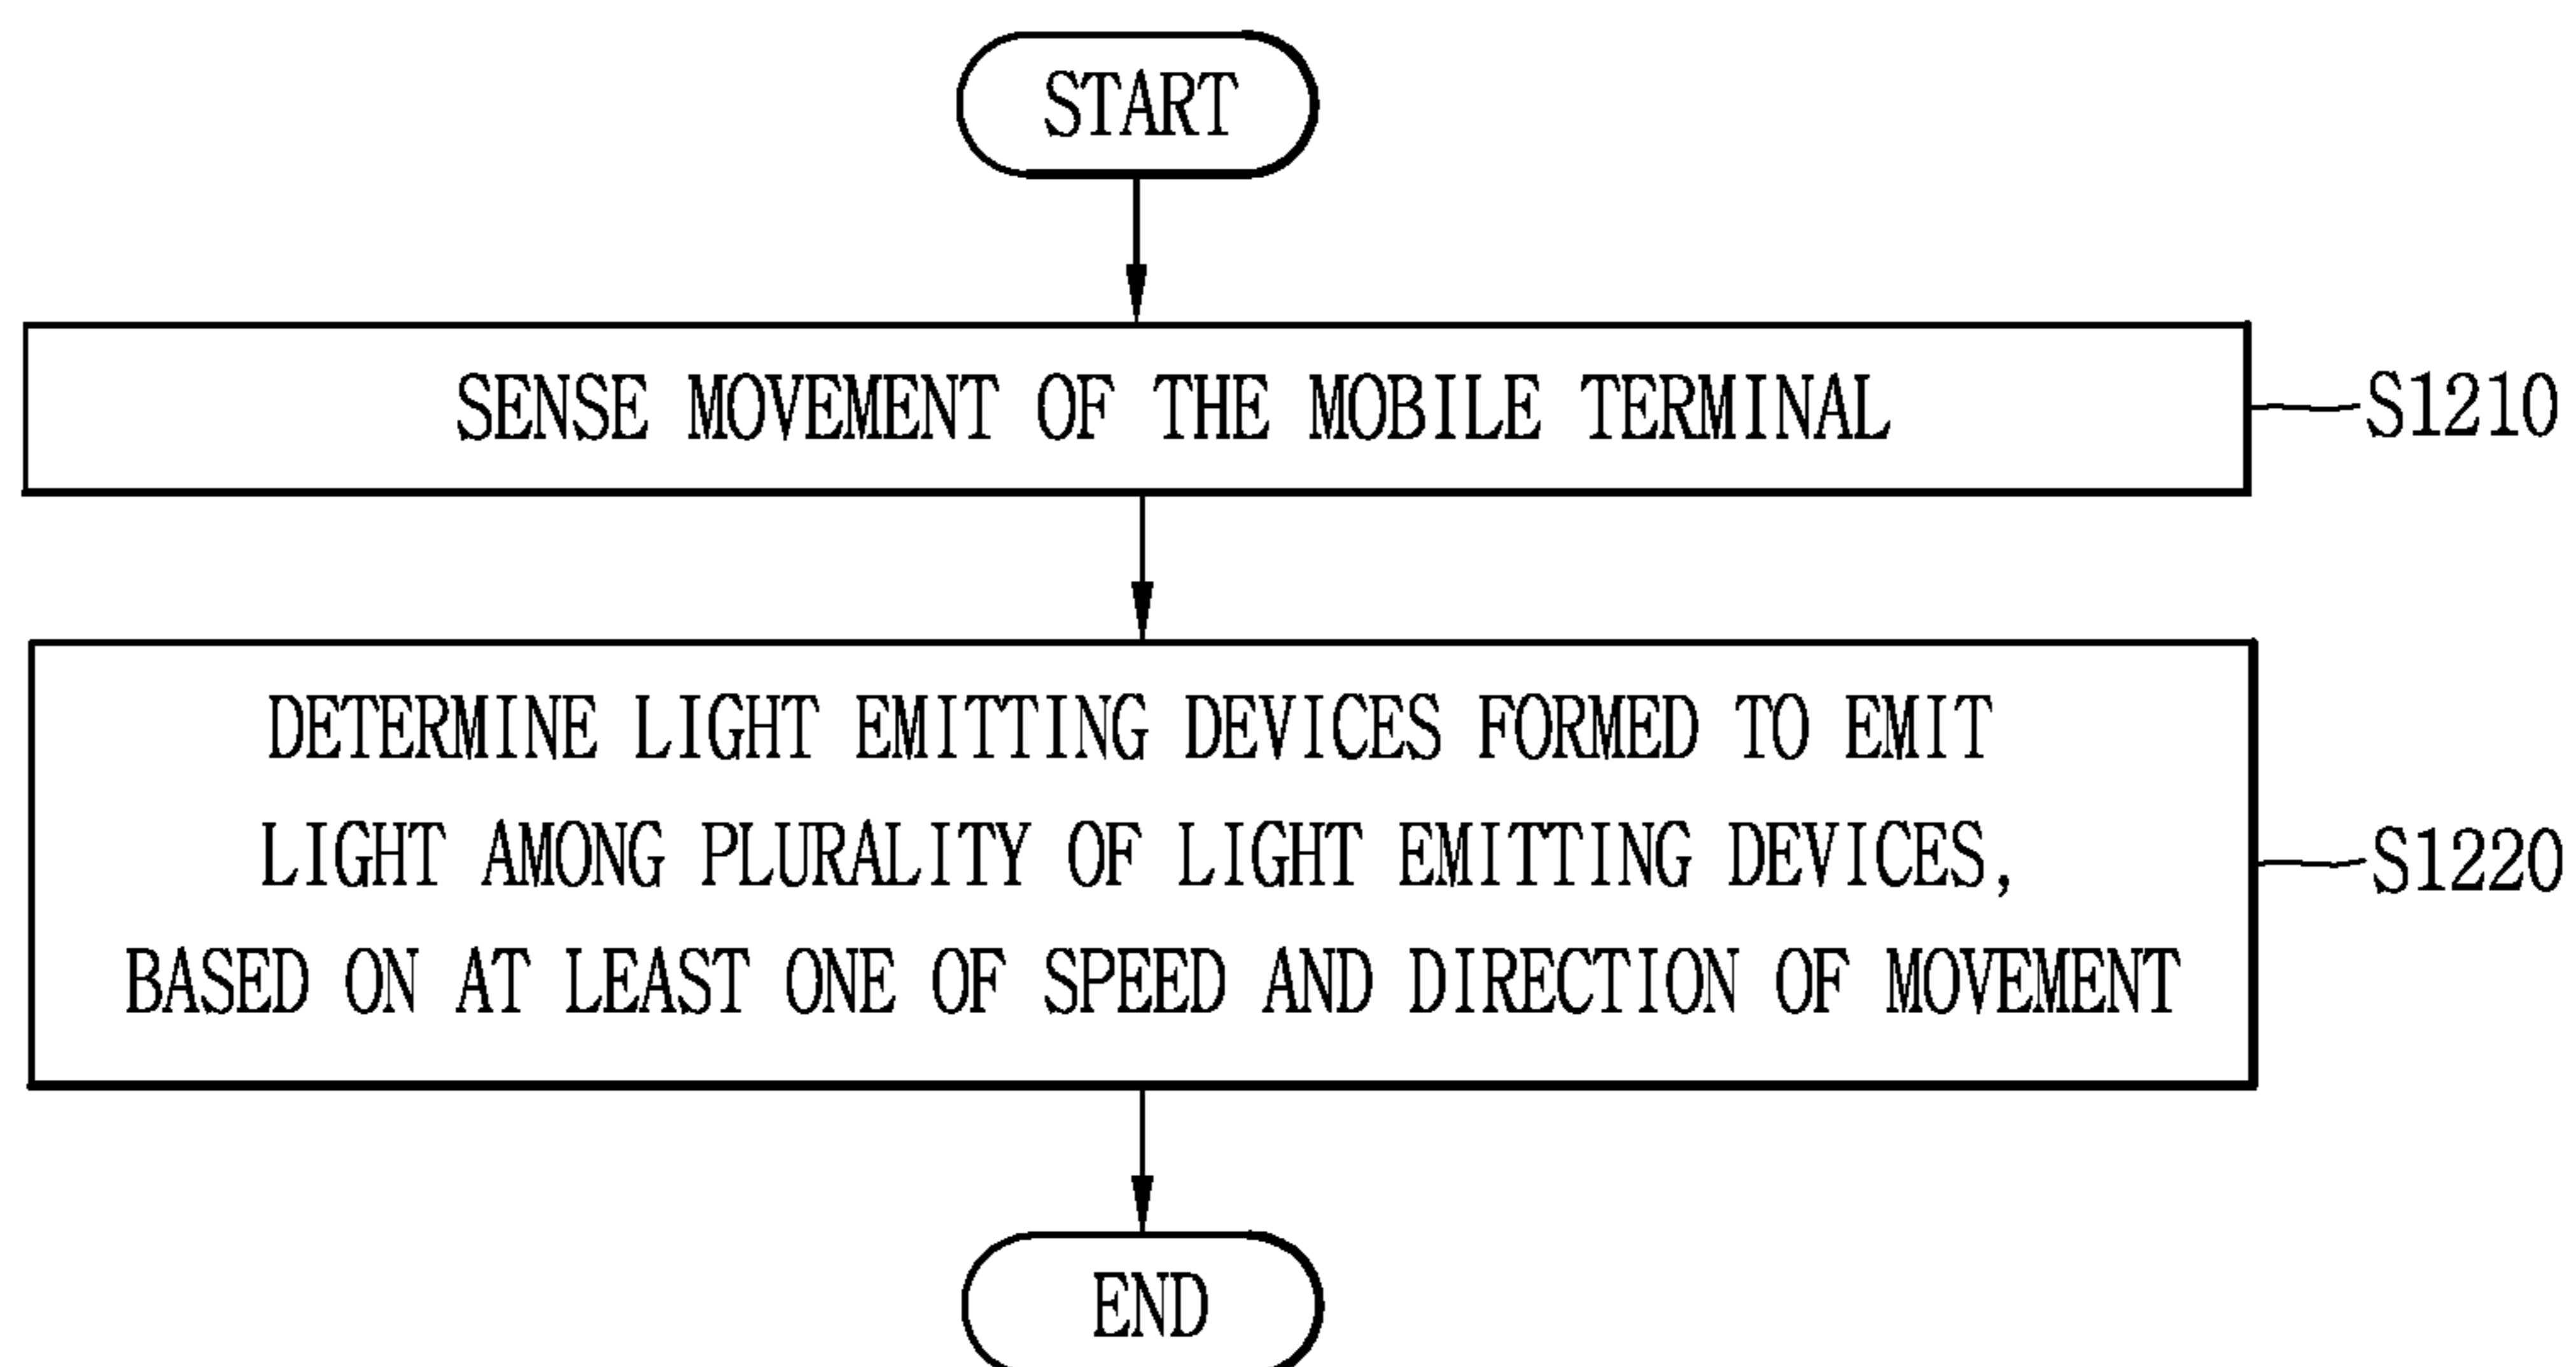 START
SENSE MOVEMENT OF THE MOBILE TERMINAL
S1210
DETERMINE LIGHT EMITTING DEVICES FORMED TO EMIT
LIGHT AMONG PLURALITY OF LIGHT EMITTING DEVICES,
BASED ON AT LEAST ONE OF SPEED AND DIRECTION OF MOVEMENT
S1220
END